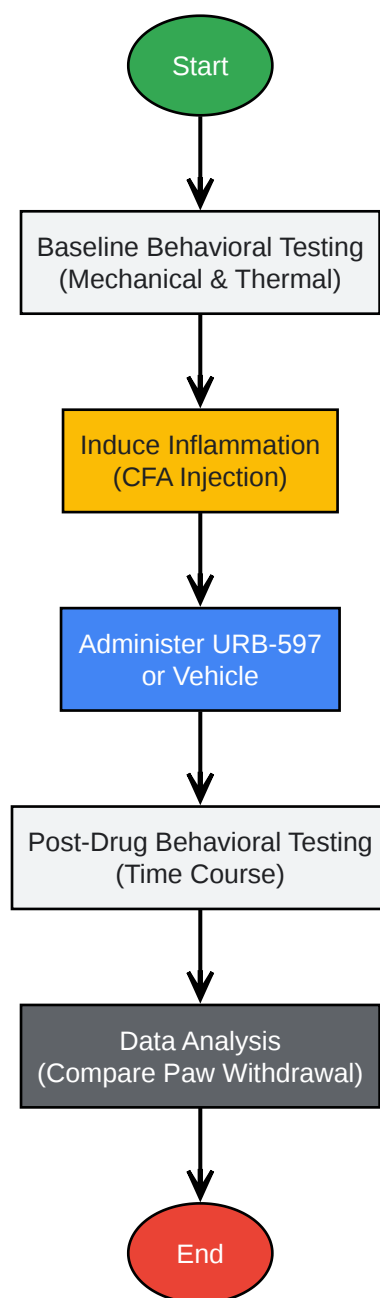 Start
Baseline Behavioral Testing
(Mechanical & Thermal)
Induce Inflammation
(CFA Injection)
Administer URB-597
or Vehicle
Post-Drug Behavioral Testing
(Time Course)
Data Analysis
(Compare Paw Withdrawal)
End